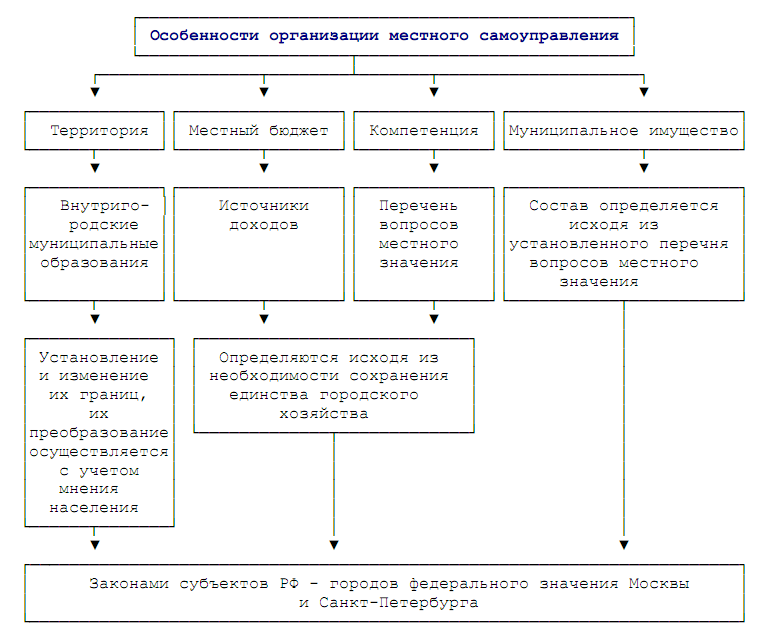 Особенности организации местного самоуправления
Территория
Местный бюджет
Компетенция
Муниципальное имущество
Внутриго-
родские
муниципальные
образования
Источники
доходов
Перечень
вопросов
местного
значения
Состав определяется
исходя из
установленного перечня
вопросов местного
значения
Установление
и изменение
их границ,
их
преобразование
осуществляется
с учетом
мнения
населения
Определяются исходя из
необходимости сохранения
единства городского
хозяйства
Законами субъектов РФ - городов федерального значения Москвы
и Санкт-Петербурга